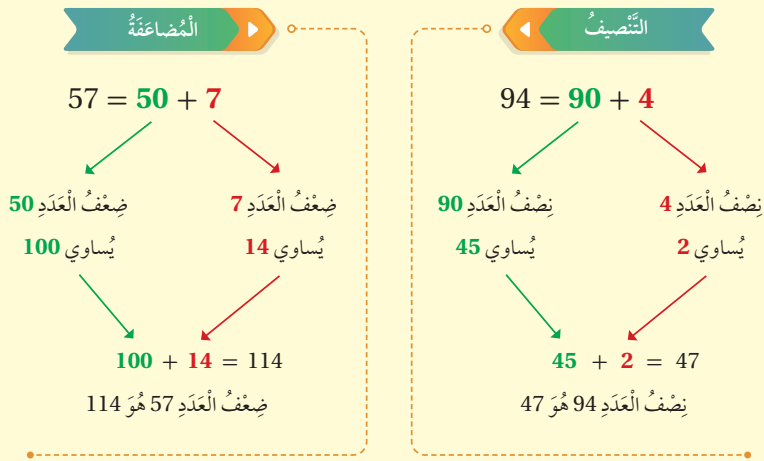 التَّنْصيفُ
94 = 90 + 4
نِصْفُ الْعَدَدِ 4
يُساوي 2
نِصْفُ الْعَدَدِ 90
يُساوي 45
45 + 2 = 47
نِصْفُ الْعَدَدِ 94 هُوَ 47
الْمُضاعَفَةُ
57 = 50 + 7
ضِعْفُ الْعَدَدِ 7
يُساوي 14
ضِعْفُ الْعَدَدِ 50
يُساوي 100
100 + 14 = 114
ضِعْفُ الْعَدَدِ 57 هُوَ 114